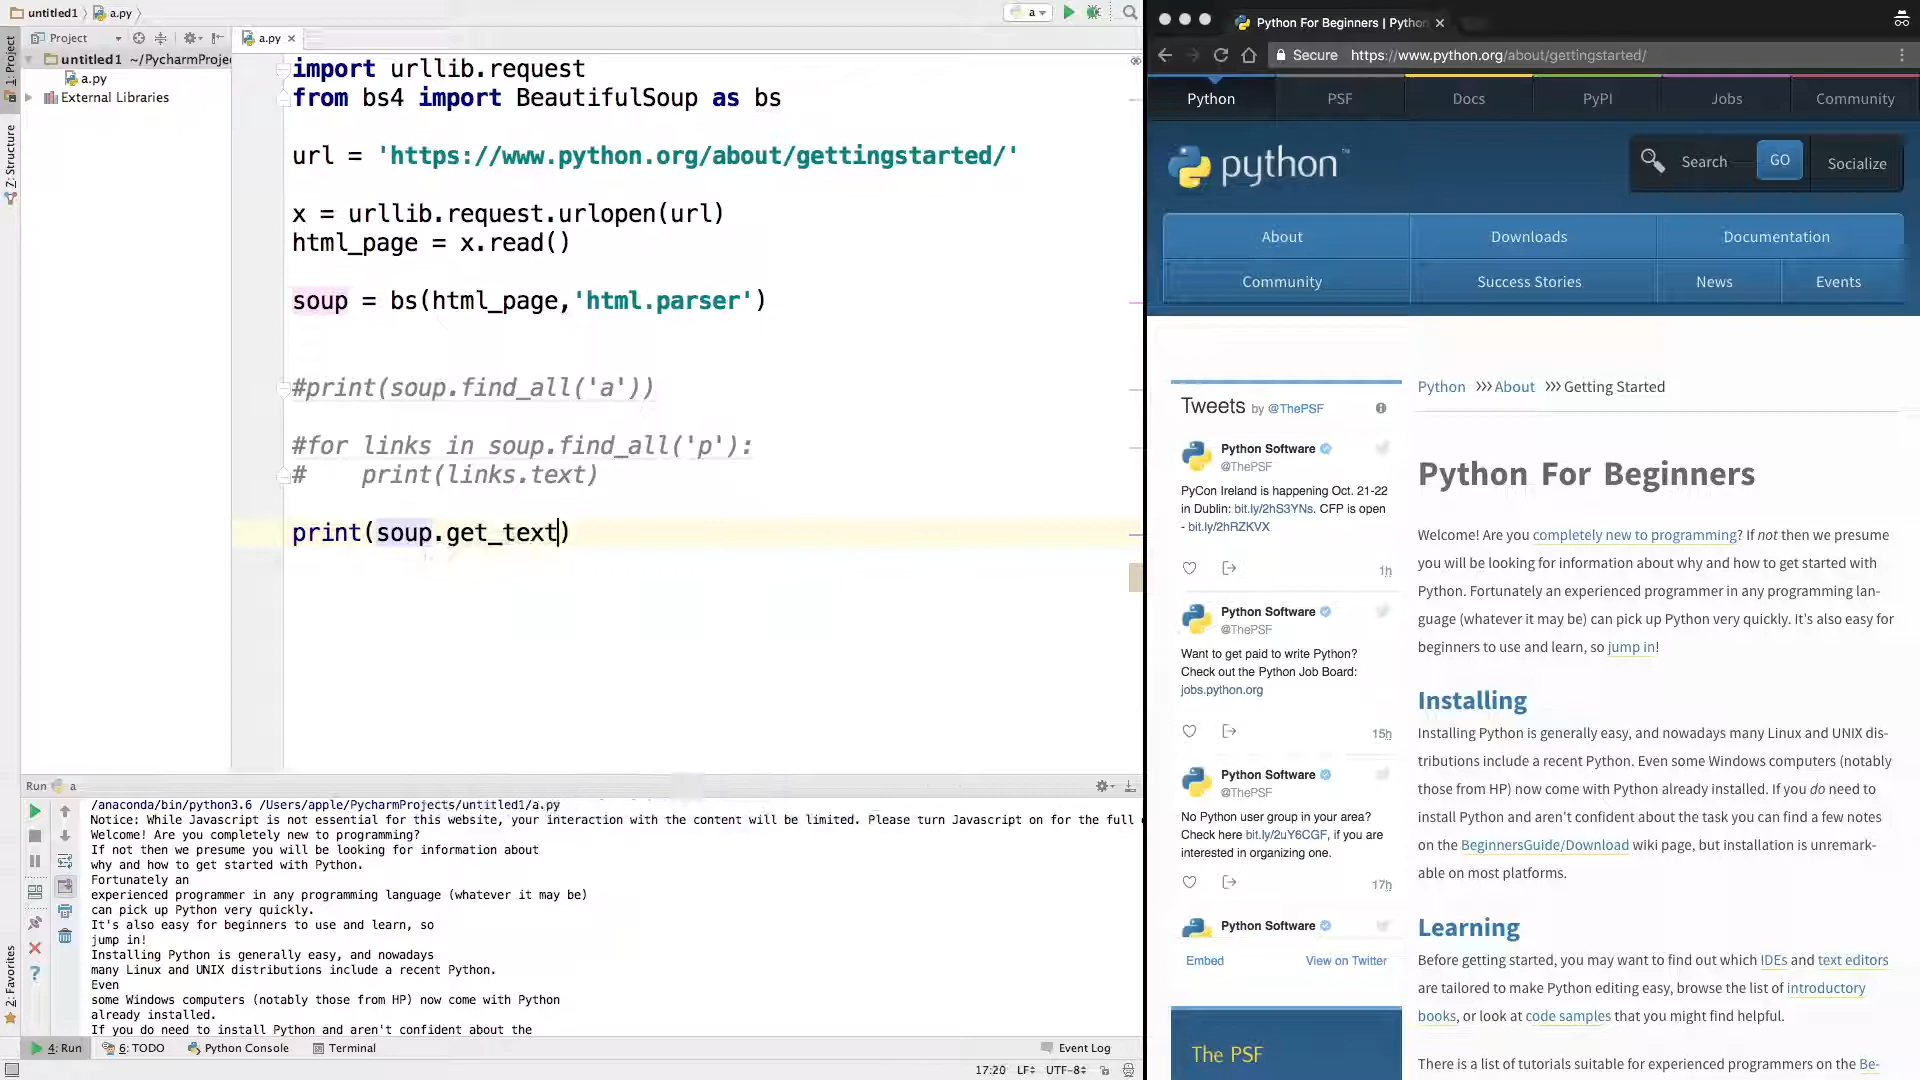 untitled1
a.py
a
Project
a.py
untitled1 ~/PycharmProje
a.py
External Libraries
1: Project
Z: Structure
2: Favorites
import urllib.request
from bs4 import BeautifulSoup as bs
url = 'https://www.python.org/about/gettingstarted/'
x = urllib.request.urlopen(url)
html_page = x.read()
soup = bs(html_page,'html.parser')
#print(soup.find_all('a'))
#for links in soup.find_all('p'):
#    print(links.text)
print(soup.get_text)
Run a
/anaconda/bin/python3.6 /Users/apple/PycharmProjects/untitled1/a.py
Notice: While Javascript is not essential for this website, your interaction with the content will be limited. Please turn Javascript on for the full
Welcome! Are you completely new to programming?
If not then we presume you will be looking for information about
why and how to get started with Python.
Fortunately an
experienced programmer in any programming language (whatever it may be)
can pick up Python very quickly.
It's also easy for beginners to use and learn, so
jump in!
Installing Python is generally easy, and nowadays
many Linux and UNIX distributions include a recent Python.
Even
some Windows computers (notably those from HP) now come with Python
already installed.
If you do need to install Python and aren't confident about the
4: Run
6: TODO
Python Console
Terminal
Event Log
17:20 LF÷ UTF-8÷
Python For Beginners | Python
Secure https://www.python.org/about/gettingstarted/
Python PSF Docs PyPI Jobs Community
python™
Search GO Socialize
About Downloads Documentation
Community Success Stories News Events
Tweets by @ThePSF
Python Software
@ThePSF
PyCon Ireland is happening Oct. 21-22
in Dublin: bit.ly/2hS3YNs. CFP is open
- bit.ly/2hRZKVX
1h
Python Software
@ThePSF
Want to get paid to write Python?
Check out the Python Job Board:
jobs.python.org
15h
Python Software
@ThePSF
No Python user group in your area?
Check here bit.ly/2uY6CGF, if you are
interested in organizing one.
17h
Python Software
Embed View on Twitter
The PSF
Python >>> About >>> Getting Started
Python For Beginners
Welcome! Are you completely new to programming? If not then we presume
you will be looking for information about why and how to get started with
Python. Fortunately an experienced programmer in any programming lan-
guage (whatever it may be) can pick up Python very quickly. It's also easy for
beginners to use and learn, so jump in!
Installing
Installing Python is generally easy, and nowadays many Linux and UNIX dis-
tributions include a recent Python. Even some Windows computers (notably
those from HP) now come with Python already installed. If you do need to
install Python and aren't confident about the task you can find a few notes
on the BeginnersGuide/Download wiki page, but installation is unremark-
able on most platforms.
Learning
Before getting started, you may want to find out which IDEs and text editors
are tailored to make Python editing easy, browse the list of introductory
books, or look at code samples that you might find helpful.
There is a list of tutorials suitable for experienced programmers on the Be-